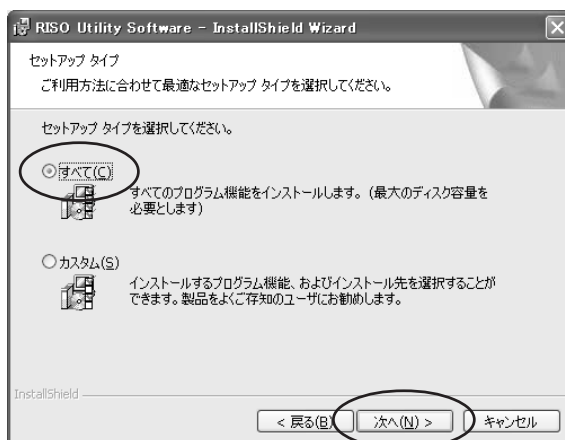 RISO Utility Software - InstallShield Wizard
セットアップ タイプ
ご利用方法に合わせて最適なセットアップ タイプを選択してください。
セットアップ タイプを選択してください。
すべて(C)
すべてのプログラム機能をインストールします。(最大のディスク容量を
必要とします)
カスタム(S)
インストールするプログラム機能、およびインストール先を選択することが
できます。製品をよくご存知のユーザにお勧めします。
InstallShield
< 戻る(B) 次へ(N) > キャンセル